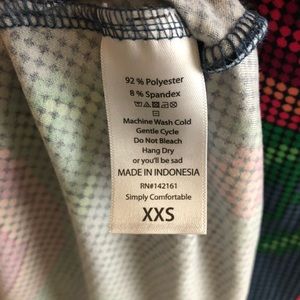 92 % Polyester
8 % Spandex
Machine Wash Cold
Gentle Cycle
Do Not Bleach
Hang Dry
or you'll be sad
MADE IN INDONESIA
RN#142161
Simply Comfortable
XXS